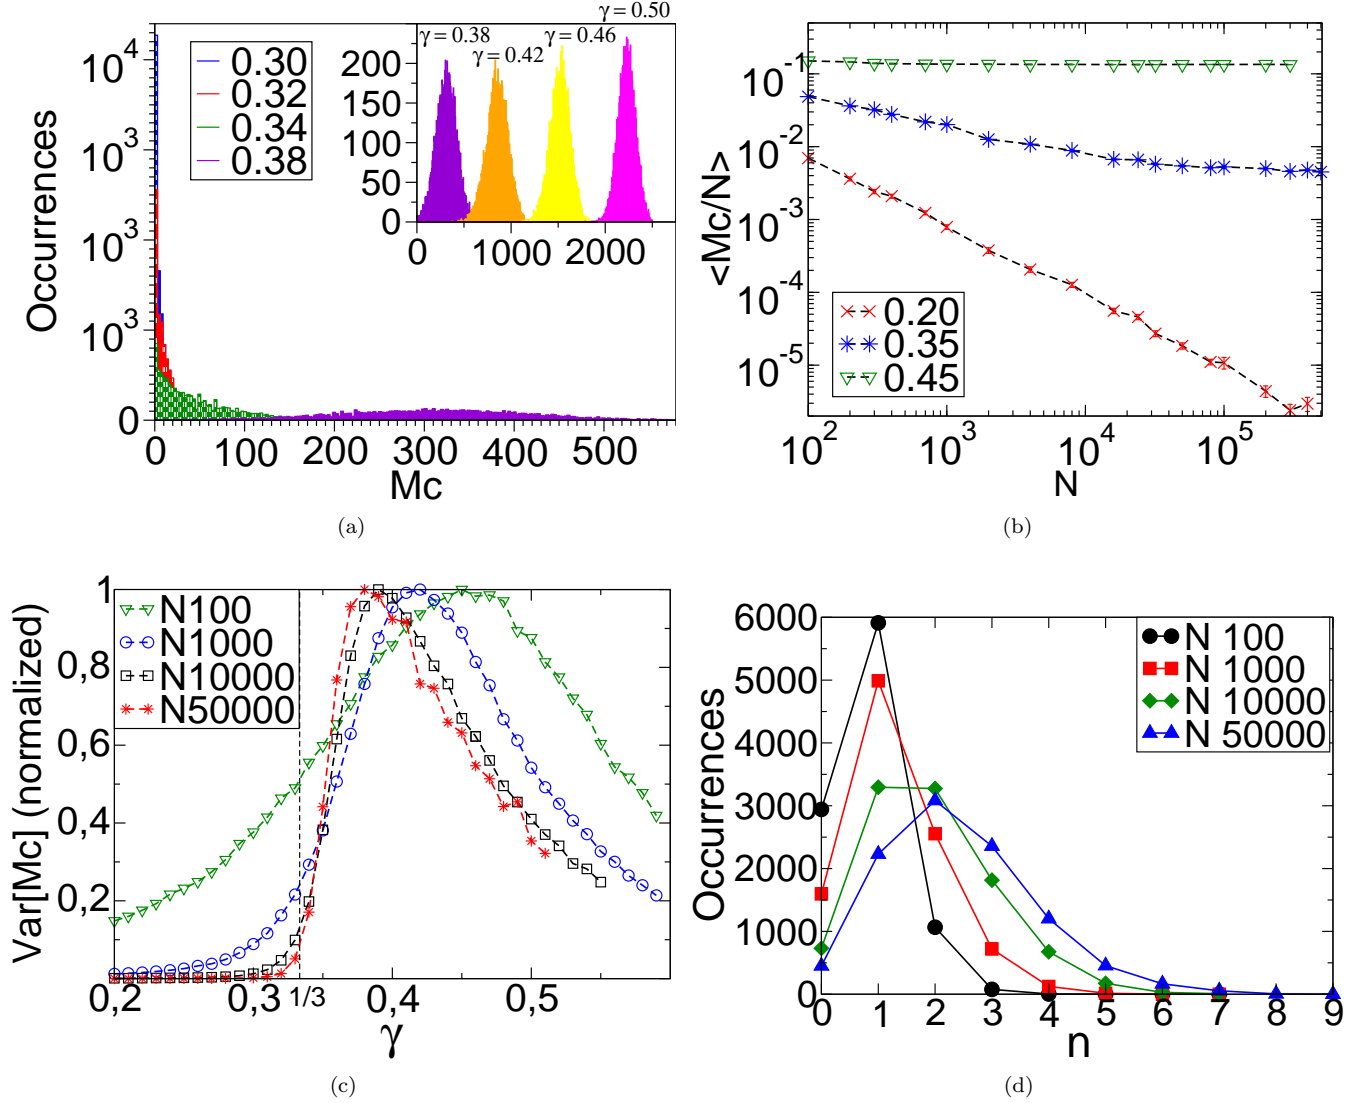 γ = 0.50
γ = 0.38
γ = 0.46
γ = 0.42
0.30
0.32
0.34
0.38
200
150
100
50
0
0 1000 2000
10^4
10^3
10^3
10^3
0
Occurrences
0 100 200 300 400 500
Mc
(a)
10^-1
10^-2
10^-3
10^-4
10^-5
<Mc/N>
0.20
0.35
0.45
10^2 10^3 10^4 10^5
N
(b)
1
0,8
0,6
0,4
0,2
Var[Mc] (normalized)
N100
N1000
N10000
N50000
0,2 0,3 1/3 0,4 0,5
γ
(c)
6000
5000
4000
3000
2000
1000
0
Occurrences
N 100
N 1000
N 10000
N 50000
0 1 2 3 4 5 6 7 8 9
n
(d)